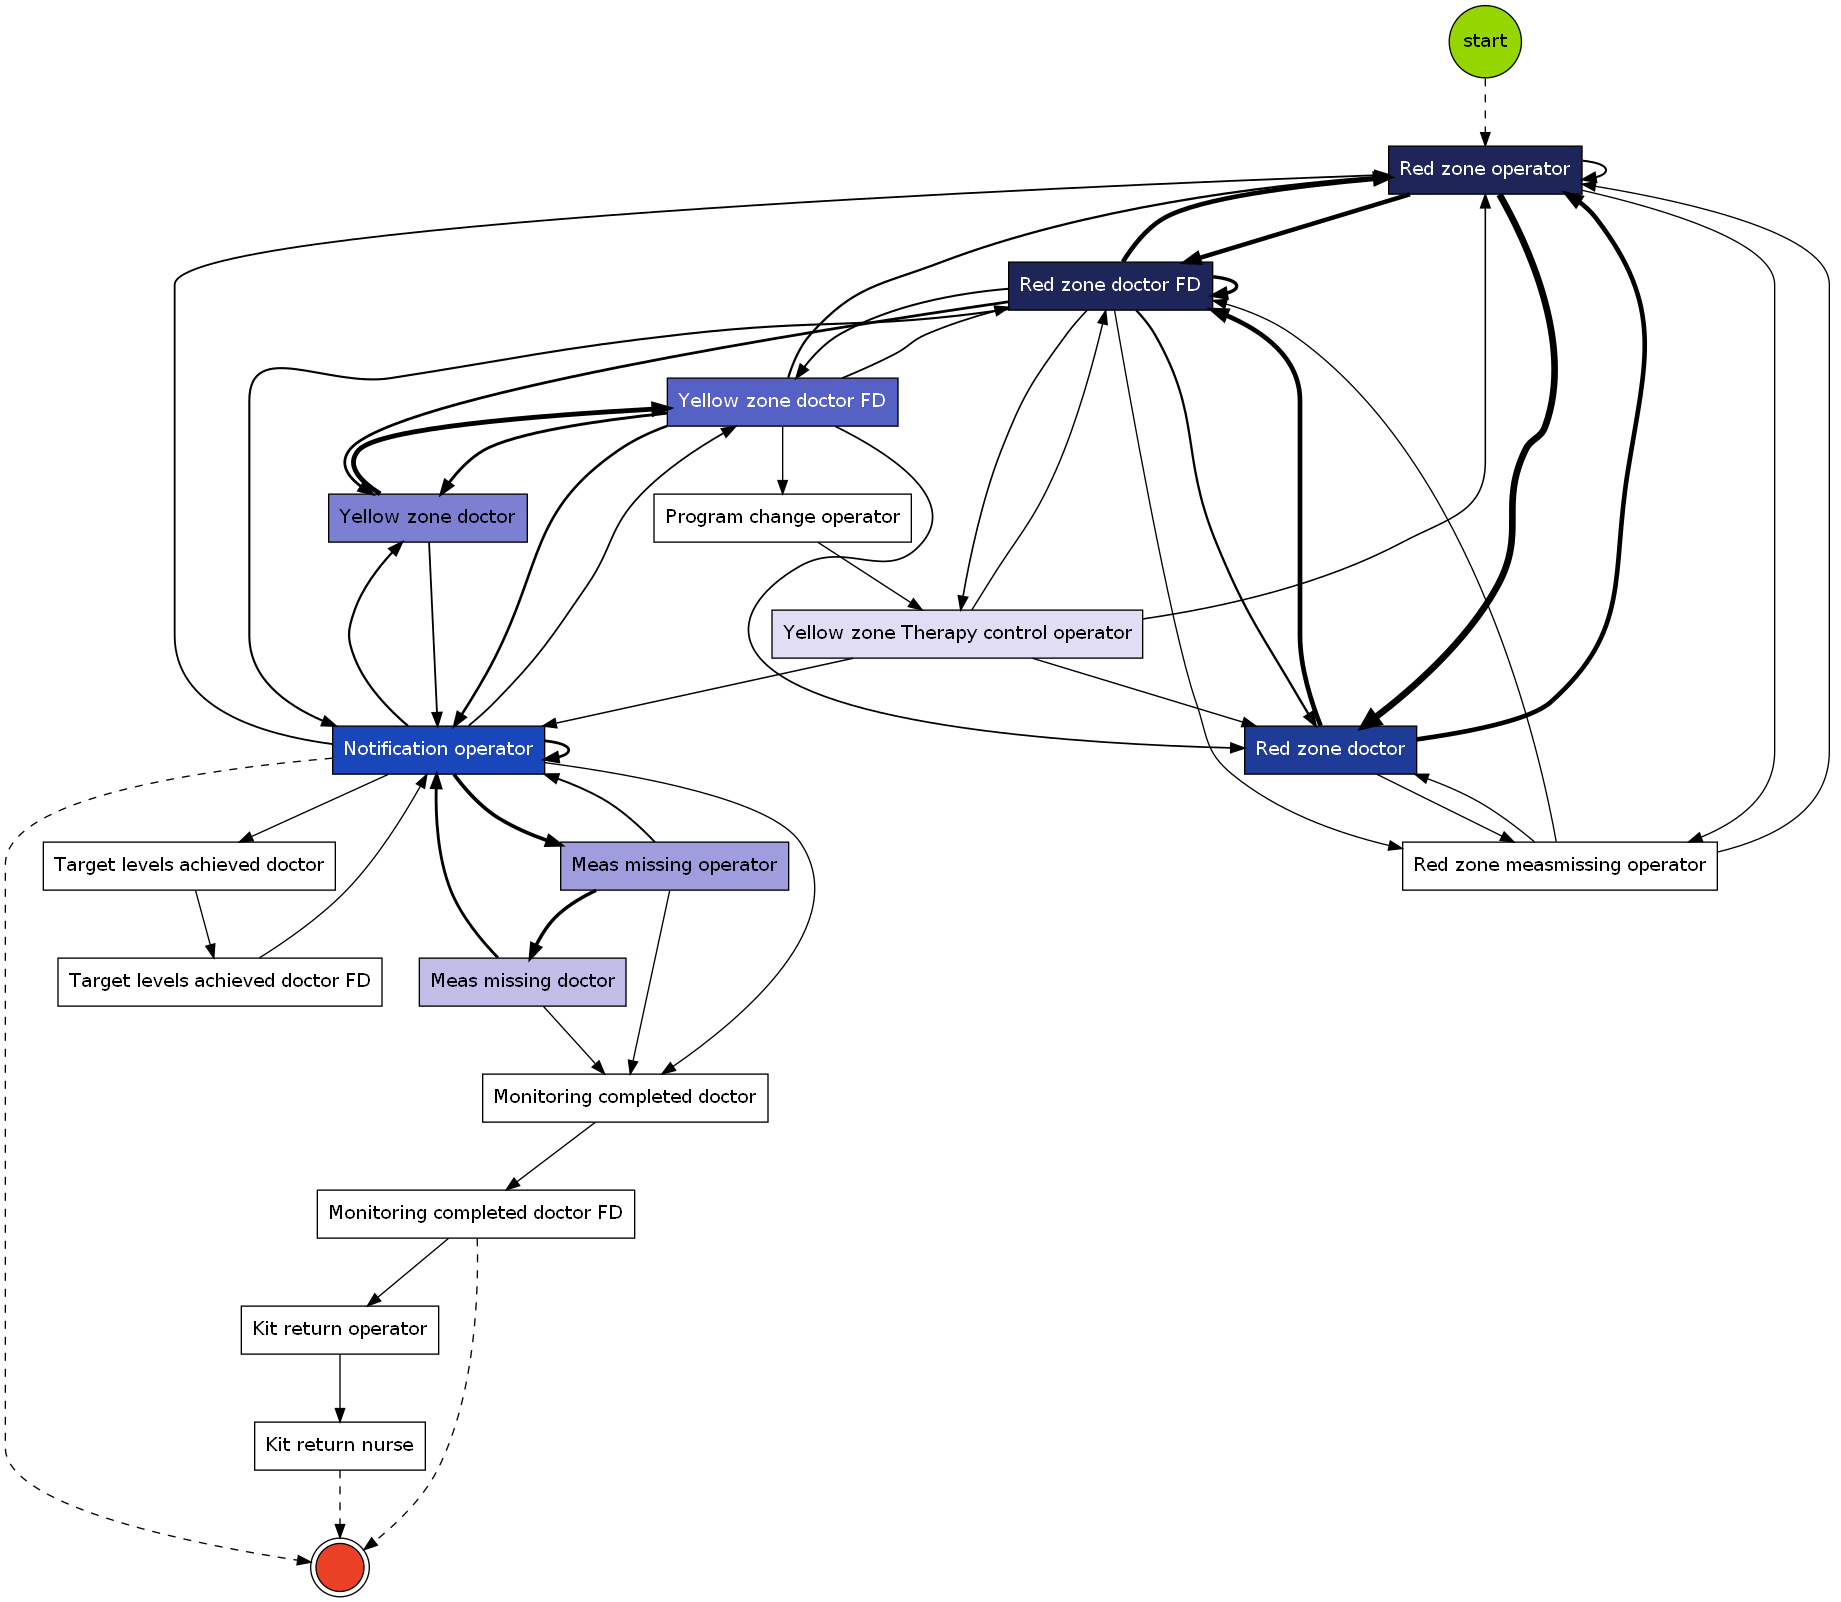 start
Red zone operator
Red zone doctor FD
Yellow zone doctor FD
Yellow zone doctor
Program change operator
Yellow zone Therapy control operator
Notification operator
Red zone doctor
Target levels achieved doctor
Meas missing operator
Red zone measmissing operator
Target levels achieved doctor FD
Meas missing doctor
Monitoring completed doctor
Monitoring completed doctor FD
Kit return operator
Kit return nurse